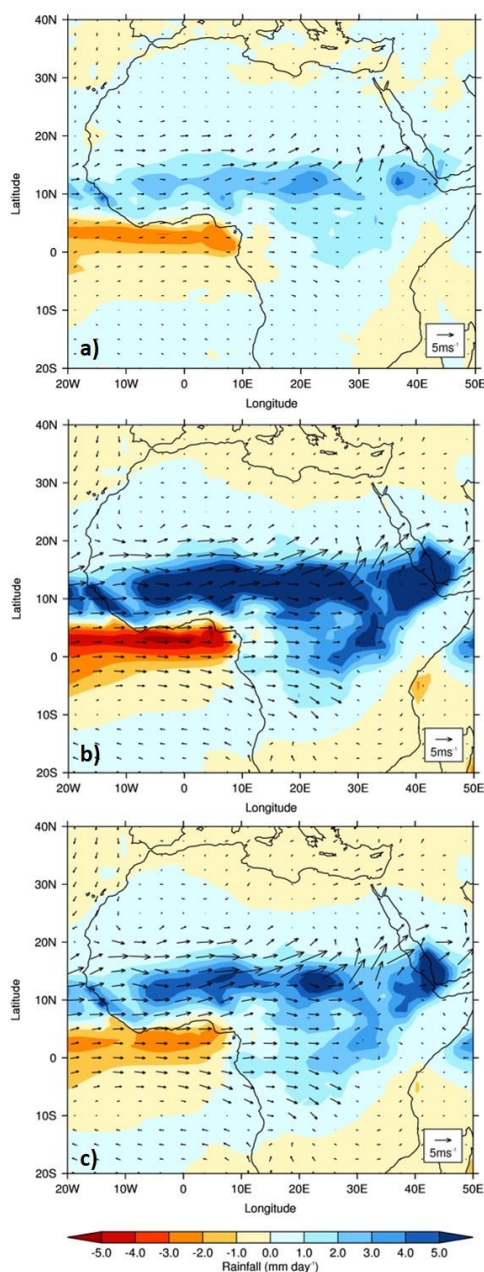 40N
30N
20N
10N
0
10S
20S
Latitude
a)
5ms⁻¹
20W 10W 0 10E 20E 30E 40E 50E
Longitude
40N
30N
20N
10N
0
10S
20S
Latitude
b)
5ms⁻¹
20W 10W 0 10E 20E 30E 40E 50E
Longitude
40N
30N
20N
10N
0
10S
20S
Latitude
c)
5ms⁻¹
20W 10W 0 10E 20E 30E 40E 50E
Longitude
-5.0 -4.0 -3.0 -2.0 -1.0 0.0 1.0 2.0 3.0 4.0 5.0
Rainfall (mm day⁻¹)